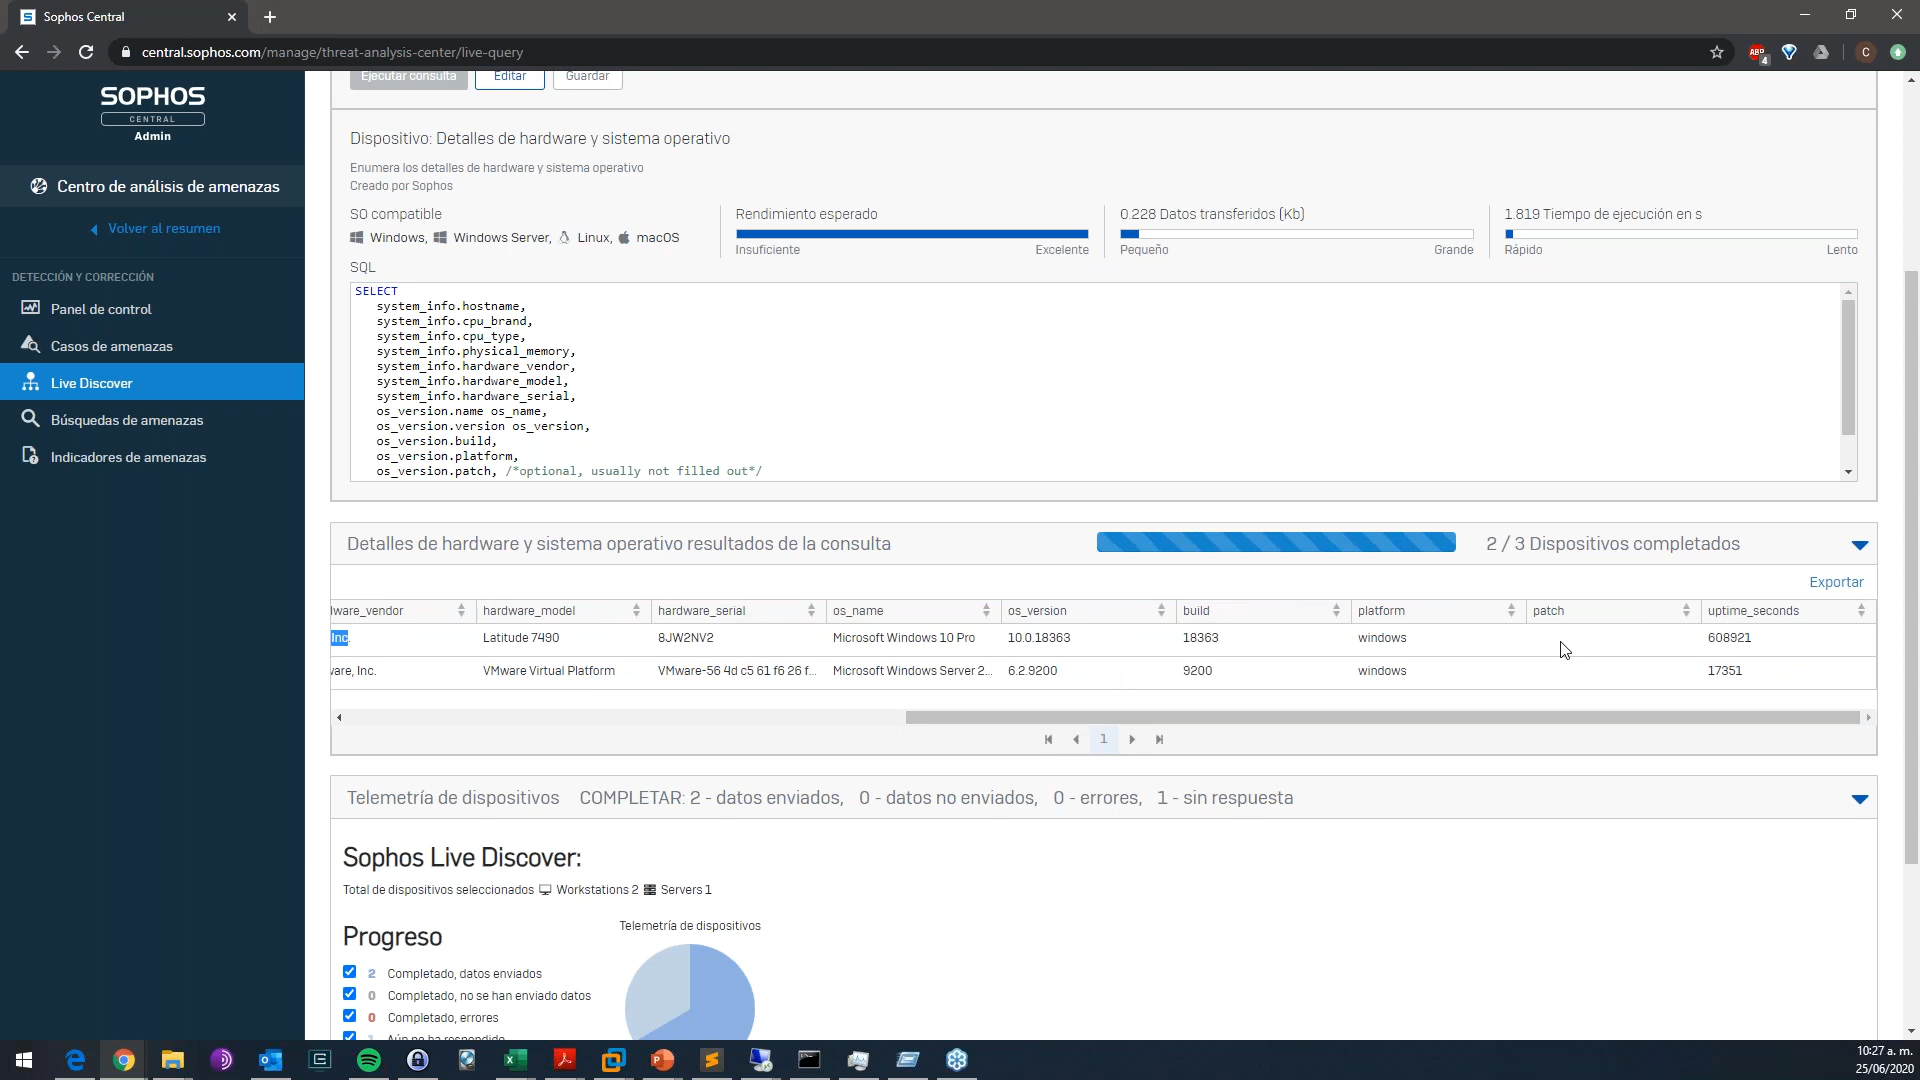 Sophos Central
central.sophos.com/manage/threat-analysis-center/live-query
ABP
4
C
SOPHOS
CENTRAL
Admin
Centro de análisis de amenazas
Volver al resumen
DETECCIÓN Y CORRECCIÓN
Panel de control
Casos de amenazas
Live Discover
Búsquedas de amenazas
Indicadores de amenazas
Ejecutar consulta Editar Guardar
Dispositivo: Detalles de hardware y sistema operativo
Enumera los detalles de hardware y sistema operativo
Creado por Sophos
SO compatible
Windows, Windows Server, Linux, macOS
Rendimiento esperado
Insuficiente Excelente
0.228 Datos transferidos (Kb)
Pequeño Grande
1.819 Tiempo de ejecución en s
Rápido Lento
SQL
SELECT
system_info.hostname,
system_info.cpu_brand,
system_info.cpu_type,
system_info.physical_memory,
system_info.hardware_vendor,
system_info.hardware_model,
system_info.hardware_serial,
os_version.name os_name,
os_version.version os_version,
os_version.build,
os_version.platform,
os_version.patch, /*optional, usually not filled out*/
Detalles de hardware y sistema operativo resultados de la consulta 2 / 3 Dispositivos completados
Exportar
lware_vendor hardware_model hardware_serial os_name os_version build platform patch uptime_seconds
Inc. Latitude 7490 8JW2NV2 Microsoft Windows 10 Pro 10.0.18363 18363 windows 608921
vare, Inc. VMware Virtual Platform VMware-56 4d c5 61 f6 26 f... Microsoft Windows Server 2... 6.2.9200 9200 windows 17351
1
Telemetría de dispositivos COMPLETAR: 2 - datos enviados, 0 - datos no enviados, 0 - errores, 1 - sin respuesta
Sophos Live Discover:
Total de dispositivos seleccionados Workstations 2 Servers 1
Progreso
Telemetría de dispositivos
2 Completado, datos enviados
0 Completado, no se han enviado datos
0 Completado, errores
1 Aún no ha respondido
10:27 a. m.
25/06/2020